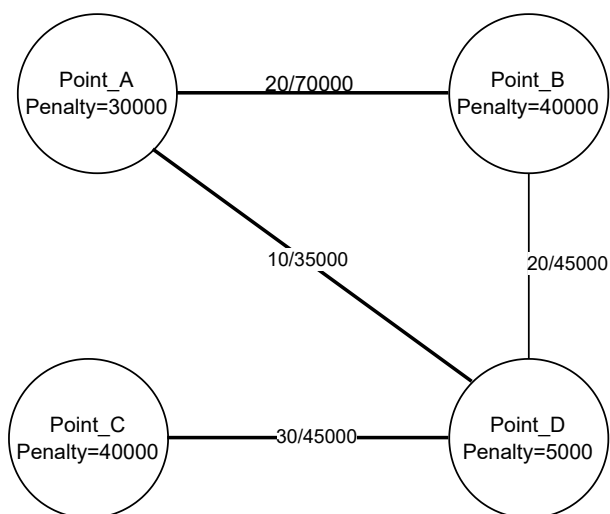 Point_A
Penalty=30000
20/70000
Point_B
Penalty=40000
10/35000
20/45000
Point_C
Penalty=40000
30/45000
Point_D
Penalty=5000